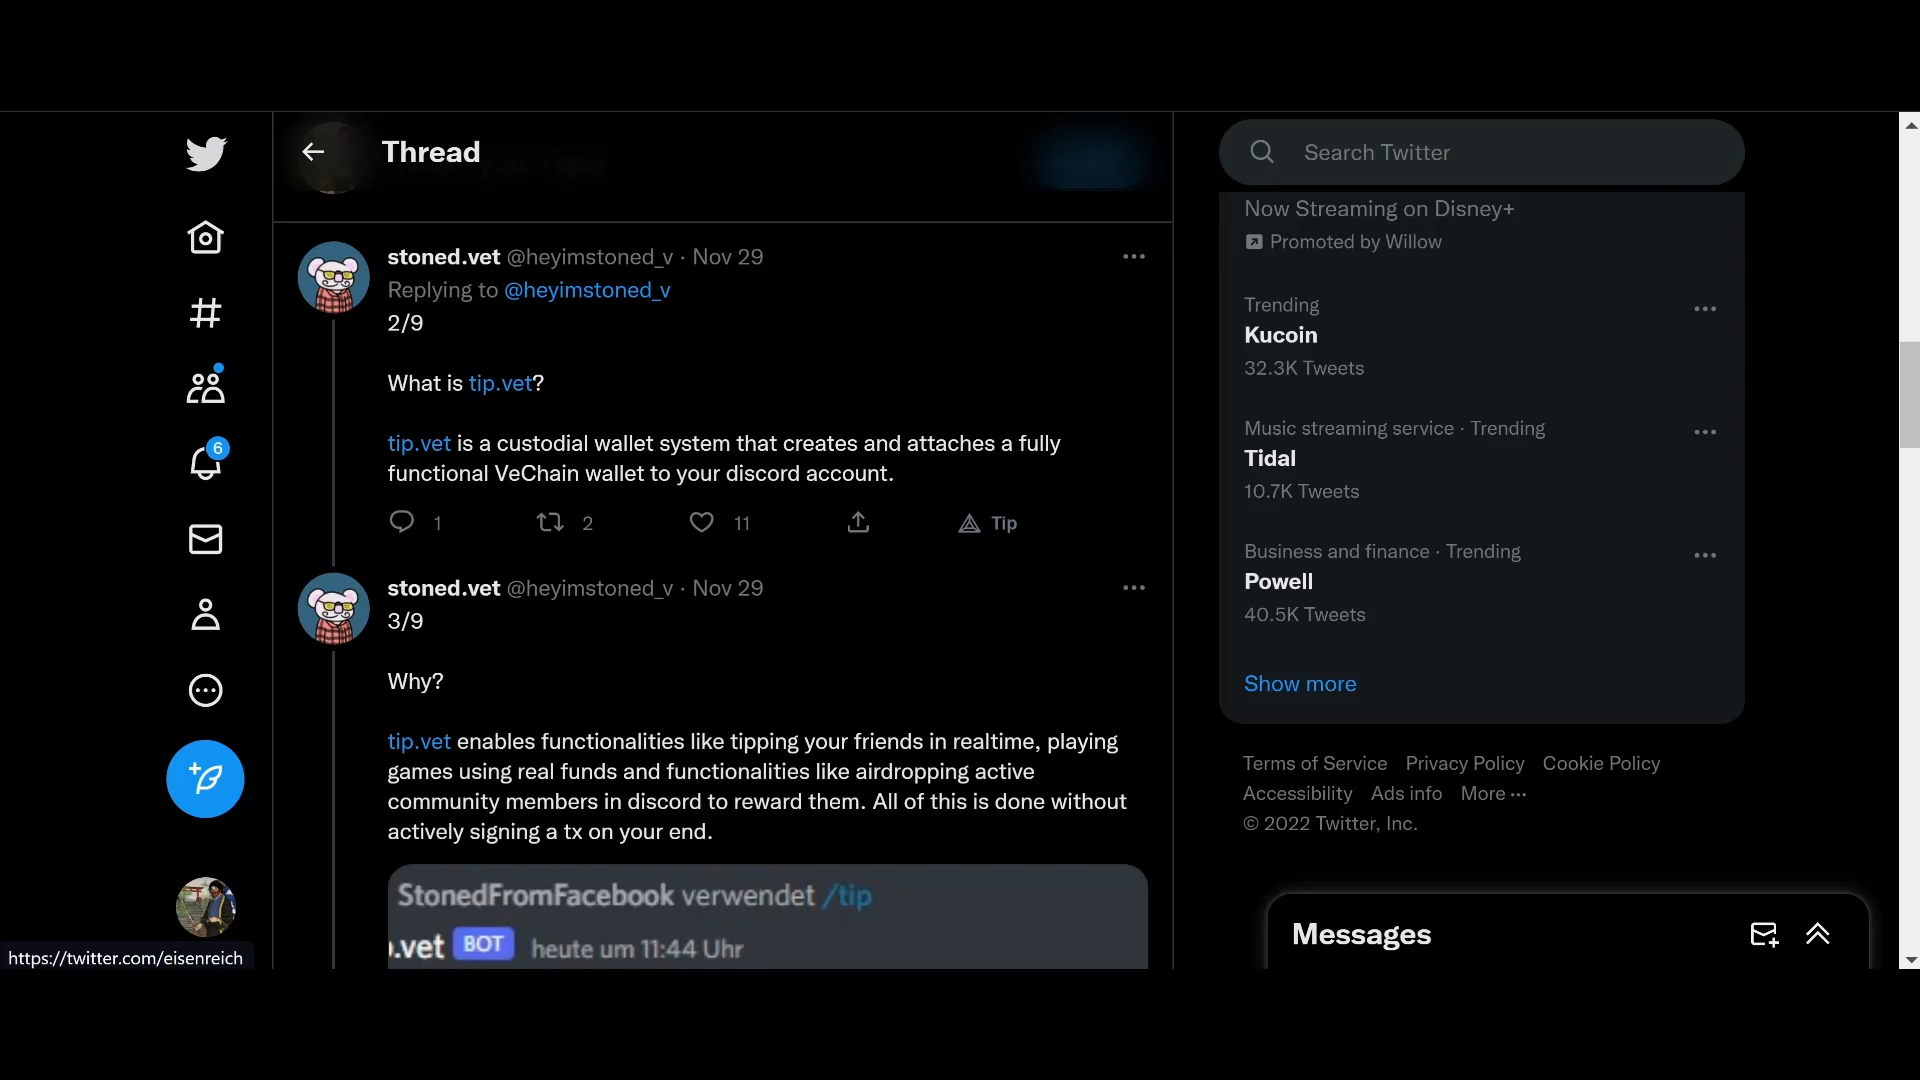 Thread
stoned.vet @heyimstoned_v · Nov 29
Replying to @heyimstoned_v
2/9
What is tip.vet?
tip.vet is a custodial wallet system that creates and attaches a fully
functional VeChain wallet to your discord account.
1 2 11 Tip
stoned.vet @heyimstoned_v · Nov 29
3/9
Why?
tip.vet enables functionalities like tipping your friends in realtime, playing
games using real funds and functionalities like airdropping active
community members in discord to reward them. All of this is done without
actively signing a tx on your end.
StonedFromFacebook verwendet /tip
.vet BOT heute um 11:44 Uhr
6
https://twitter.com/eisenreich
Search Twitter
Now Streaming on Disney+
Promoted by Willow
Trending
Kucoin
32.3K Tweets
Music streaming service · Trending
Tidal
10.7K Tweets
Business and finance · Trending
Powell
40.5K Tweets
Show more
Terms of Service Privacy Policy Cookie Policy
Accessibility Ads info More ···
© 2022 Twitter, Inc.
Messages